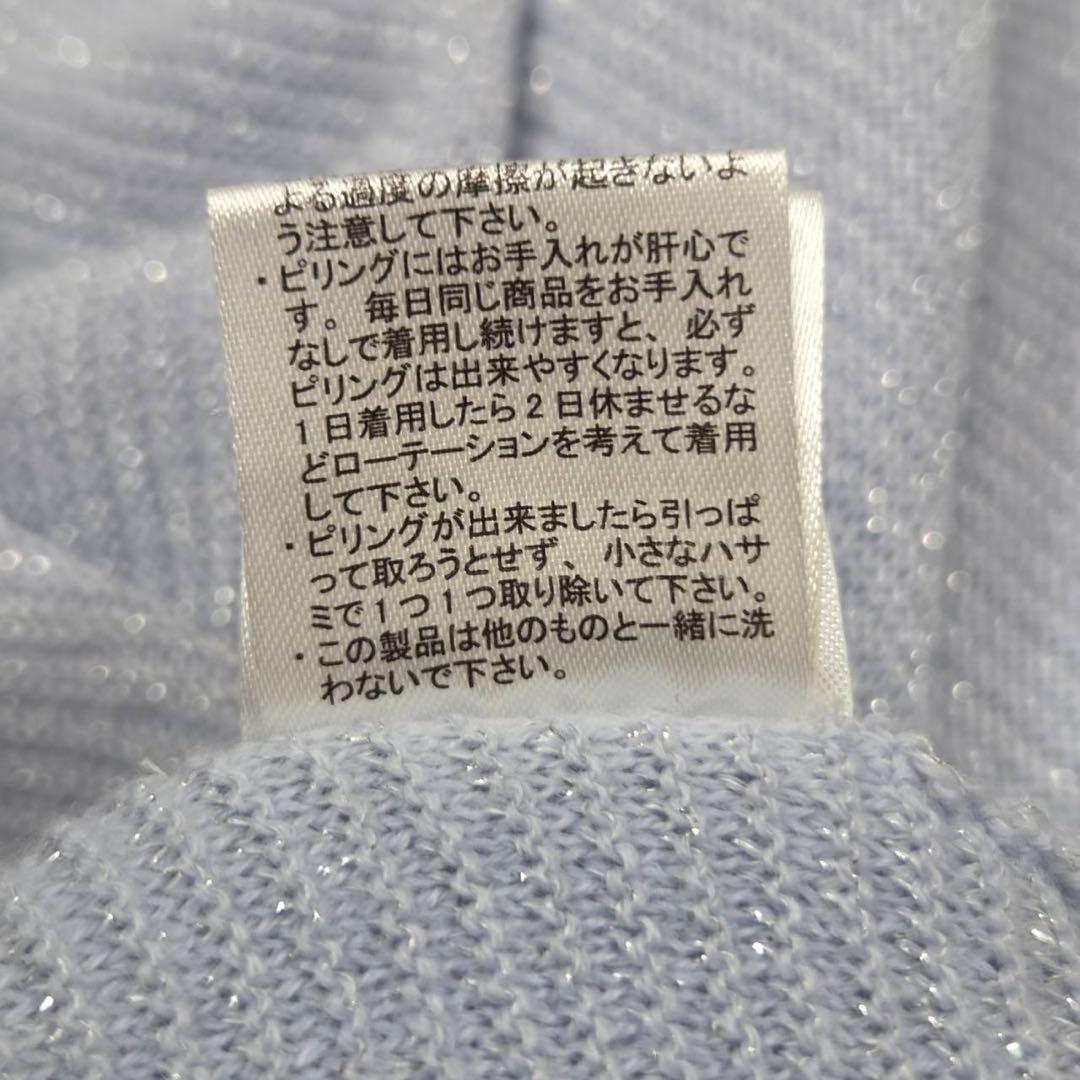 よる過度の摩擦が起きないよ
う注意して下さい。
・ピリングにはお手入れが肝心で
す。毎日同じ商品をお手入れ
なしで着用し続けますと、必ず
ピリングは出来やすくなります。
1日着用したら2日休ませるな
どローテーションを考えて着用
して下さい。
・ピリングが出来ましたら引っぱ
って取ろうとせず、小さなハサ
ミで1つ1つ取り除いて下さい。
・この製品は他のものと一緒に洗
わないで下さい。